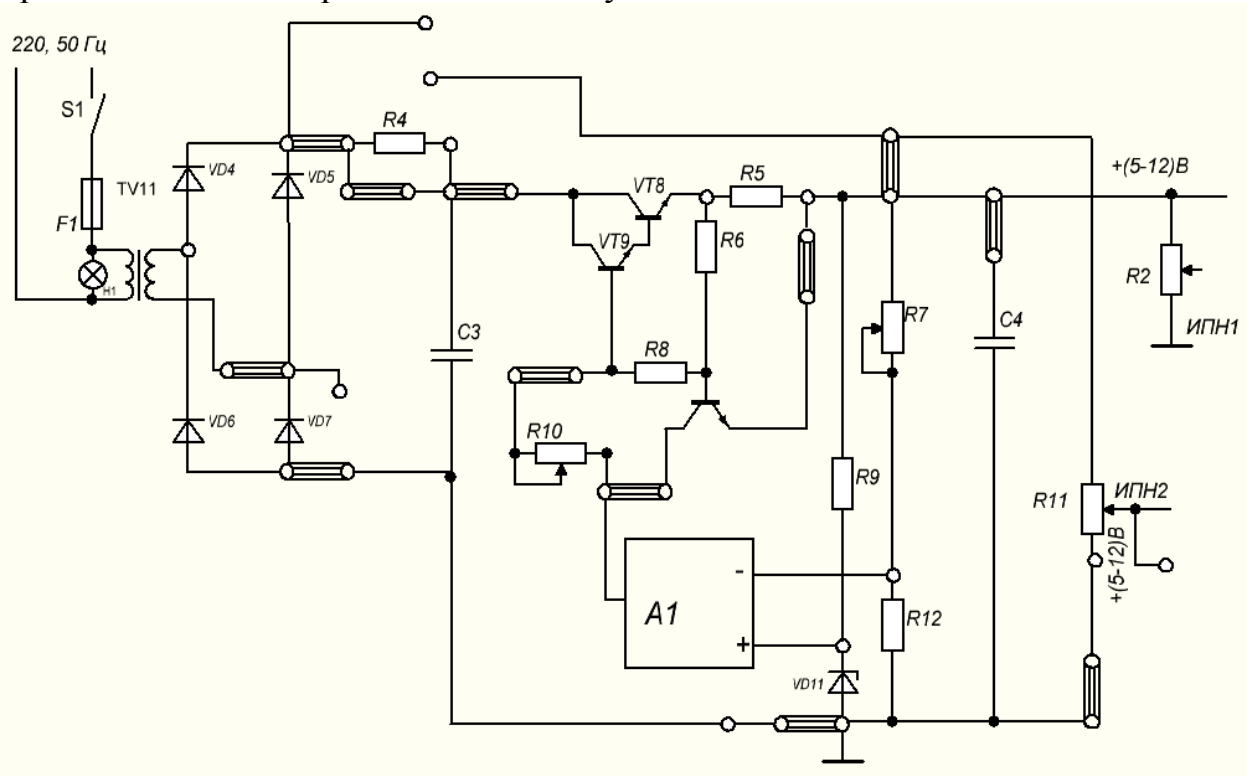 220, 50 Гц
S1
F1
TV11
H1
VD4
VD5
R4
VT8
R5
+(5-12)В
VT9
R6
R2
ИПН1
C3
R7
C4
R8
VD6
VD7
R10
R9
R11
ИПН2
+(5-12)В
-
A1
+
R12
VD11